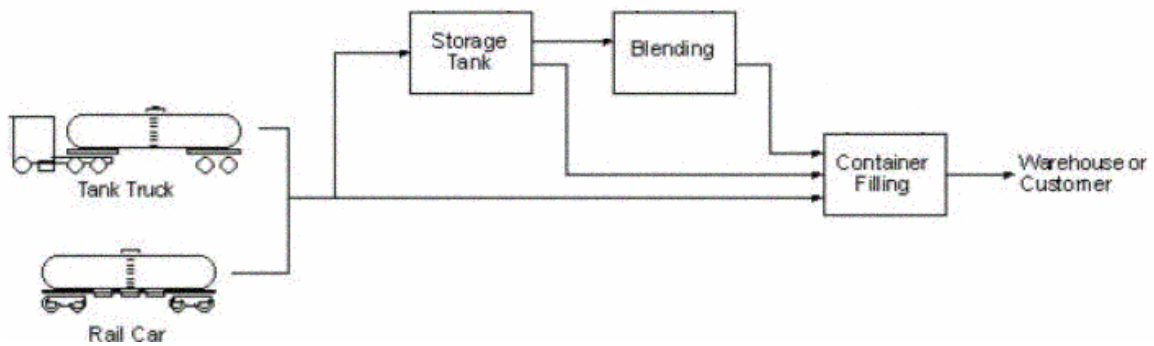 Storage
Tank
Blending
Tank Truck
Container
Filling
Warehouse or
Customer
Rail Car